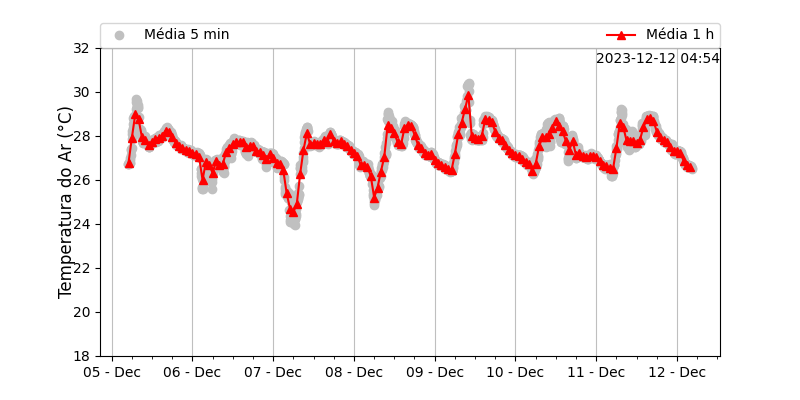 Média 5 min
Média 1 h
2023-12-12 04:54
Temperatura do Ar (°C)
32
30
28
26
24
22
20
18
05 - Dec
06 - Dec
07 - Dec
08 - Dec
09 - Dec
10 - Dec
11 - Dec
12 - Dec